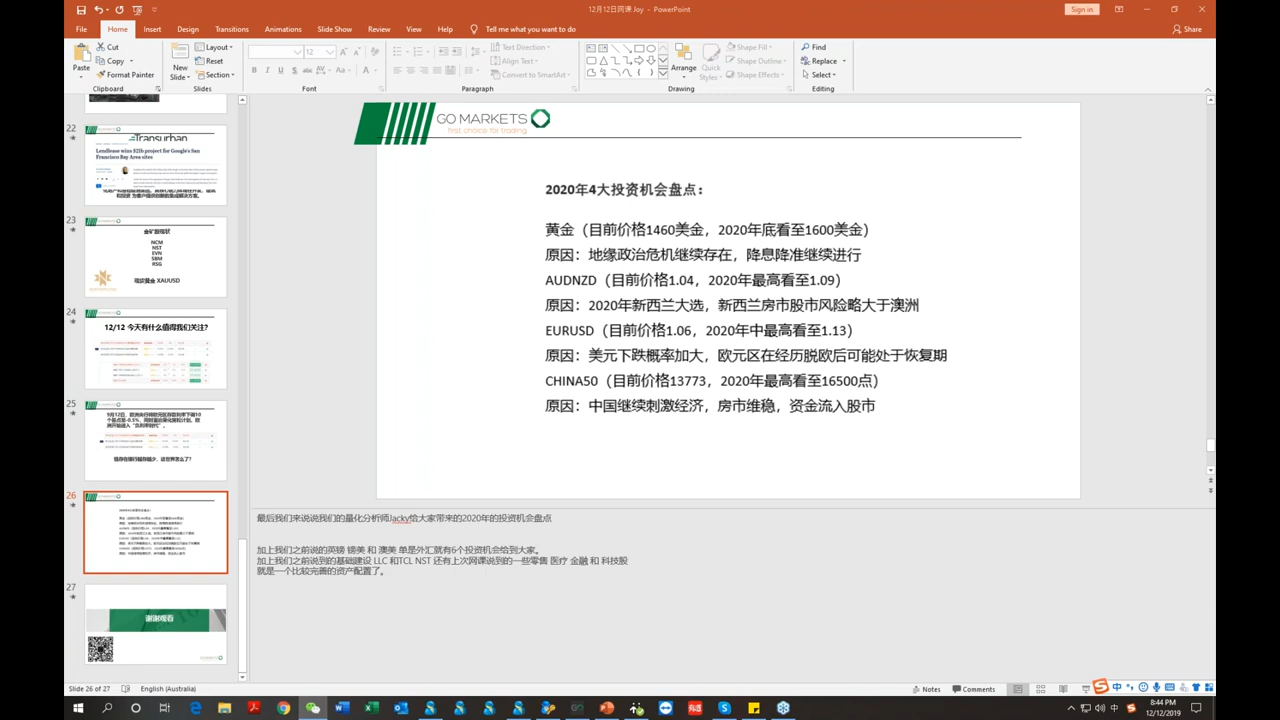 12月12日网课 Joy - PowerPoint
Sign in
File Home Insert Design Transitions Animations Slide Show Review View Help Tell me what you want to do
Share
Cut
Copy
Format Painter
Paste
Clipboard
New
Slide
Layout
Reset
Section
Slides
12
Font
Text Direction
Align Text
Convert to SmartArt
Paragraph
Arrange
Quick
Styles
Shape Fill
Shape Outline
Shape Effects
Drawing
Find
Replace
Select
Editing
22
Transurban
Lendlease wins $21b project for Google's San
Francisco Bay Area sites
23
金矿股现状
NCM
NST
EVN
SBM
RSG
现货黄金 XAUUSD
24
12/12 今天有什么值得我们关注?
25
26
27
谢谢观看
GO MARKETS
first choice for trading
2020年4大投资机会盘点：
黄金（目前价格1460美金，2020年底看至1600美金）
原因：地缘政治危机继续存在，降息降准继续进行
AUDNZD（目前价格1.04，2020年最高看至1.09）
原因：2020年新西兰大选，新西兰房市股市风险略大于澳洲
EURUSD（目前价格1.06，2020年中最高看至1.13）
原因：美元下跌概率加大，欧元区在经历脱欧后可能处于恢复期
CHINA50（目前价格13773，2020年最高看至16500点）
原因：中国继续刺激经济，房市维稳，资金流入股市
最后我们来说说我们的量化分析师Jacky给大家带来的2020年的投资机会盘点
加上我们之前说的英镑 镑美 和 澳美 单是外汇就有6个投资机会给到大家。
加上我们之前说到的基础建设 LLC 和TCL NST 还有上次网课说到的一些零售 医疗 金融 和 科技股
就是一个比较完善的资产配置了。
Slide 26 of 27 English (Australia)
Notes Comments
中
中
8:44 PM
12/12/2019